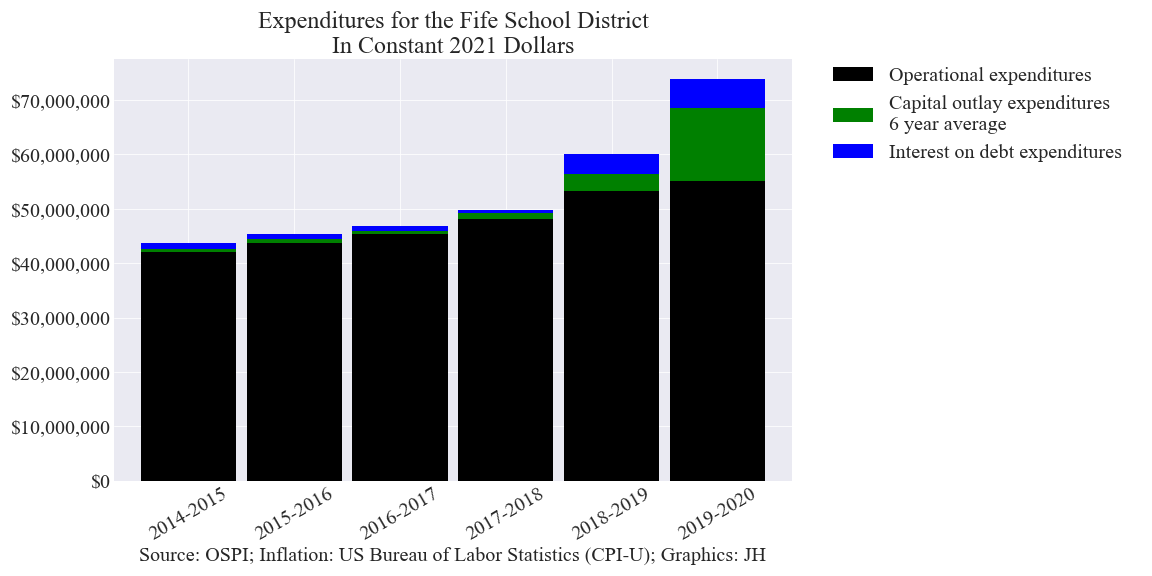 Expenditures for the Fife School District
In Constant 2021 Dollars
$70,000,000
$60,000,000
$50,000,000
$40,000,000
$30,000,000
$20,000,000
$10,000,000
$0
2014-2015
2015-2016
2016-2017
2017-2018
2018-2019
2019-2020
Source: OSPI; Inflation: US Bureau of Labor Statistics (CPI-U); Graphics: JH
Operational expenditures
Capital outlay expenditures
6 year average
Interest on debt expenditures